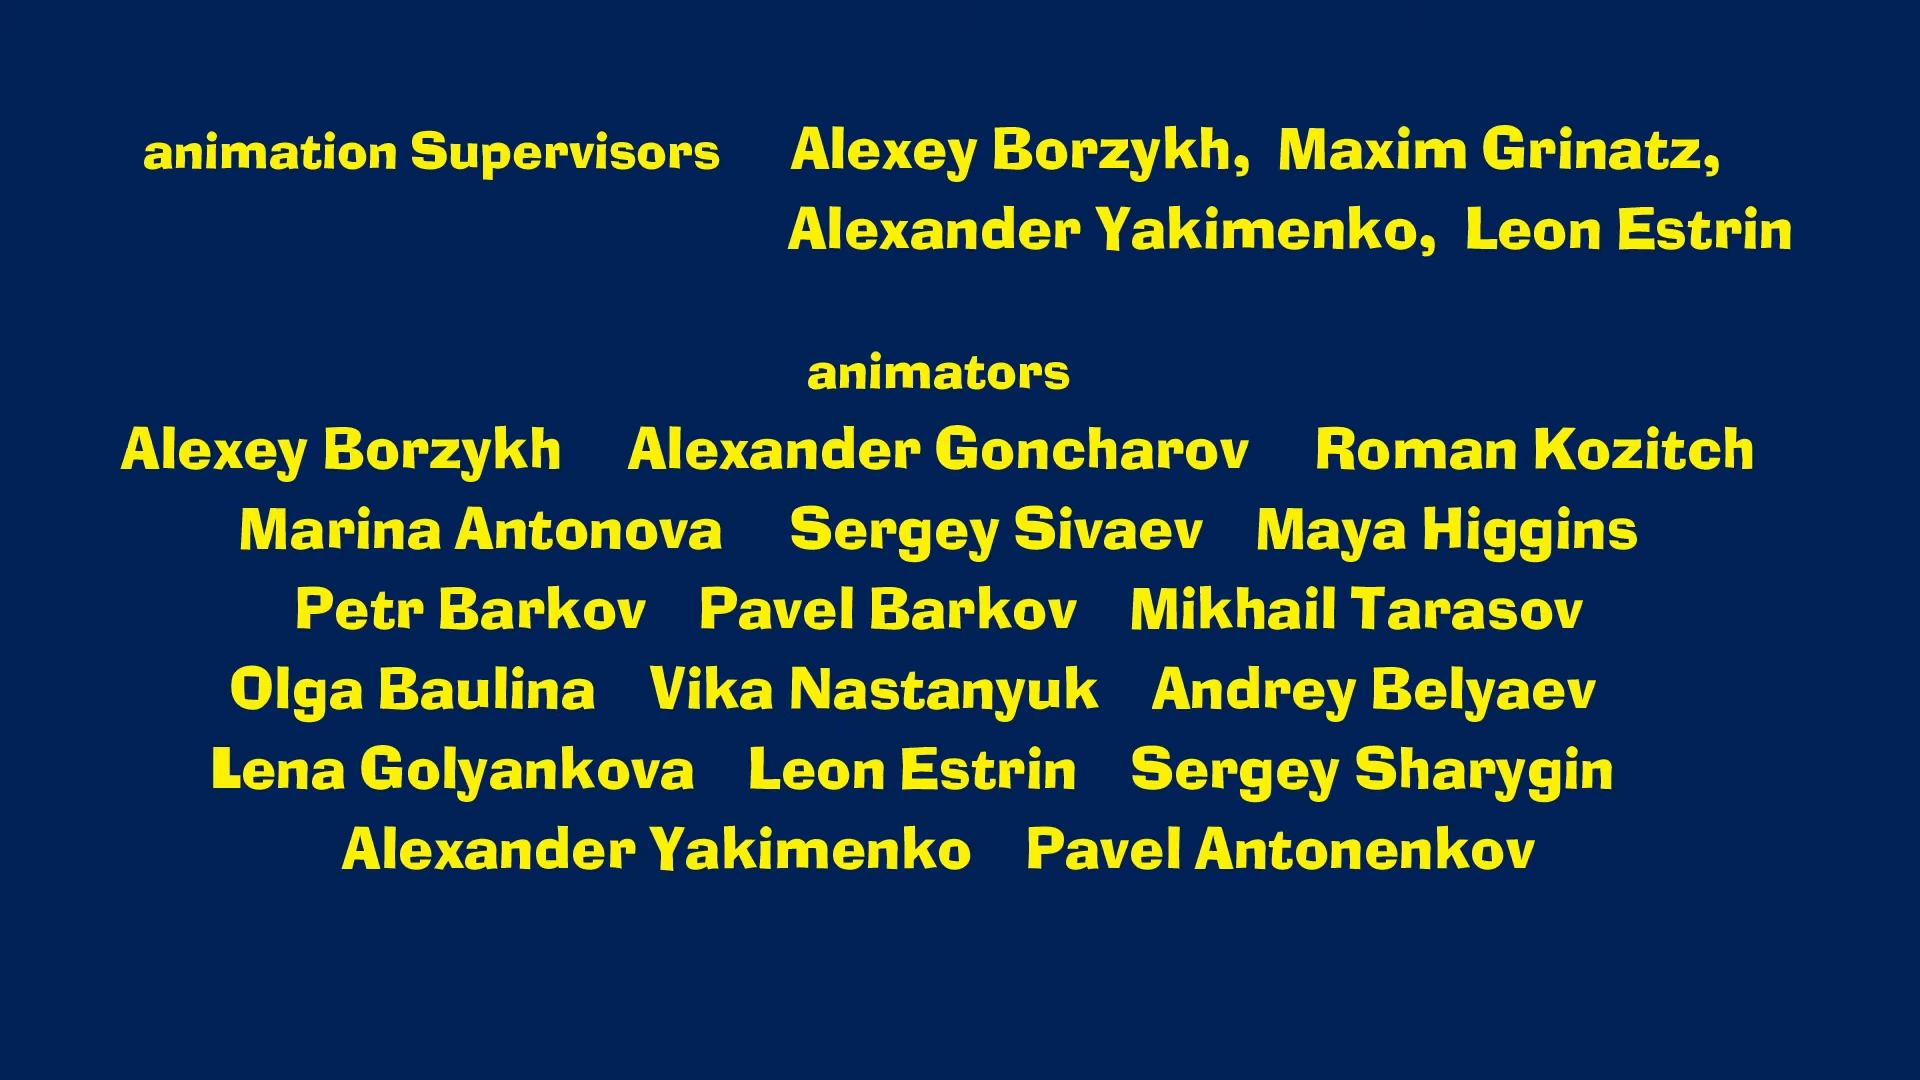 animation Supervisors Alexey Borzykh, Maxim Grinatz,
Alexander Yakimenko, Leon Estrin
animators
Alexey Borzykh Alexander Goncharov Roman Kozitch
Marina Antonova Sergey Sivaev Maya Higgins
Petr Barkov Pavel Barkov Mikhail Tarasov
Olga Baulina Vika Nastanyuk Andrey Belyaev
Lena Golyankova Leon Estrin Sergey Sharygin
Alexander Yakimenko Pavel Antonenkov